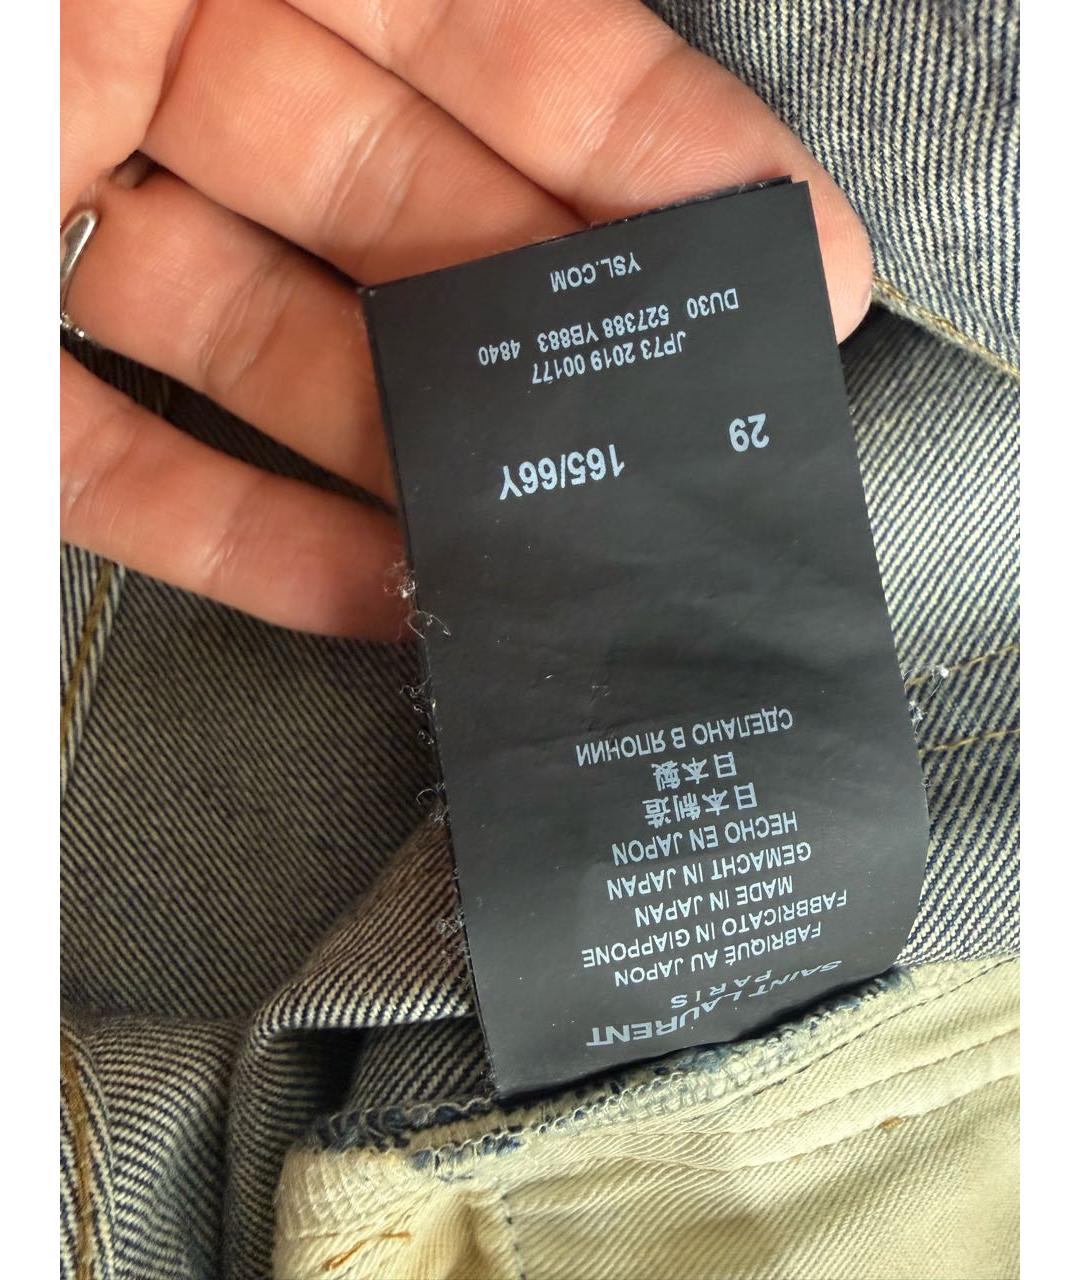 SAINT LAURENT
PARIS
FABRIQUÉ AU JAPON
FABBRICATO IN GIAPPONE
MADE IN JAPAN
GEMACHT IN JAPAN
HECHO EN JAPON
日本制造
日本製
СДЕЛАНО В ЯПОНИИ
29 165/66Y
JP73 2019 00177
DU30 527388 YB883 4840
YSL.COM